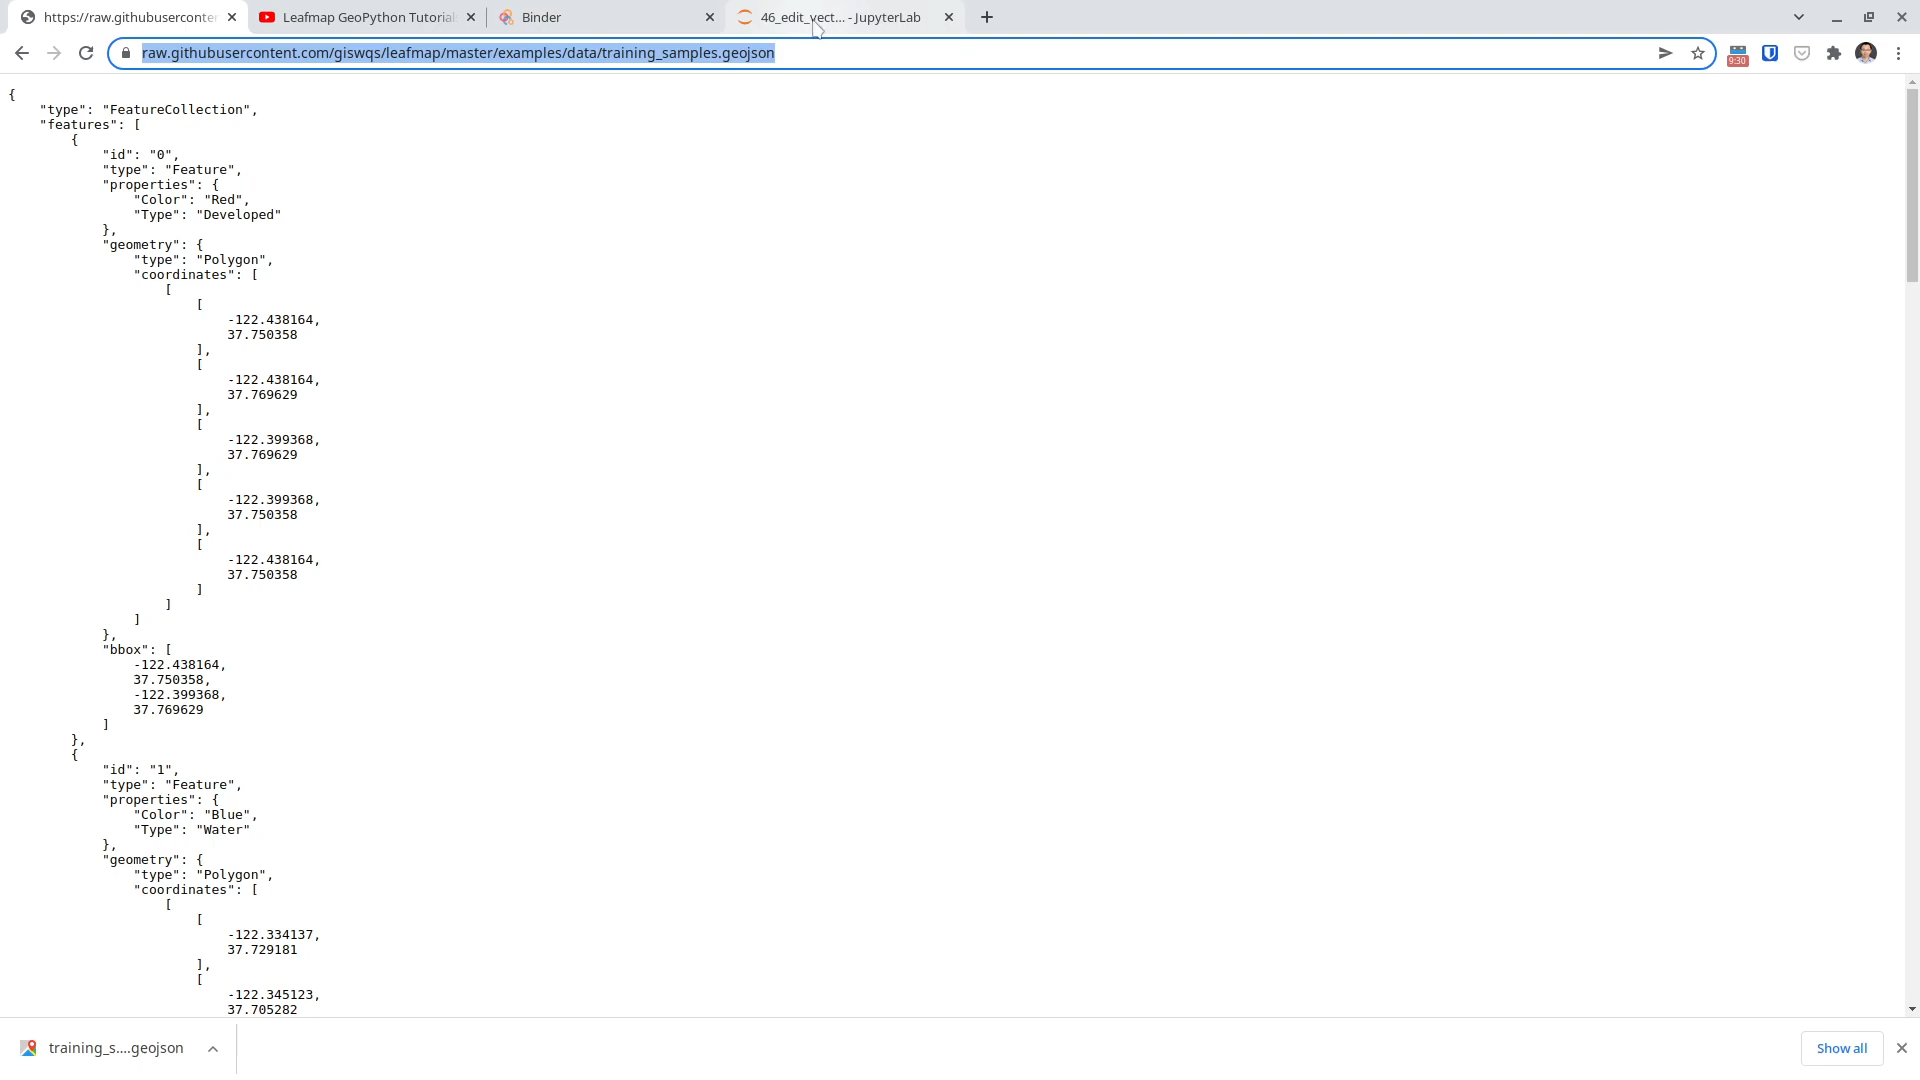 https://raw.githubusercontent
Leafmap GeoPython Tutorial
Binder
46_edit_vect... - JupyterLab
raw.githubusercontent.com/giswqs/leafmap/master/examples/data/training_samples.geojson
9:30
{
"type": "FeatureCollection",
"features": [
{
"id": "0",
"type": "Feature",
"properties": {
"Color": "Red",
"Type": "Developed"
},
"geometry": {
"type": "Polygon",
"coordinates": [
[
[
-122.438164,
37.750358
],
[
-122.438164,
37.769629
],
[
-122.399368,
37.769629
],
[
-122.399368,
37.750358
],
[
-122.438164,
37.750358
]
]
]
},
"bbox": [
-122.438164,
37.750358,
-122.399368,
37.769629
]
},
{
"id": "1",
"type": "Feature",
"properties": {
"Color": "Blue",
"Type": "Water"
},
"geometry": {
"type": "Polygon",
"coordinates": [
[
[
-122.334137,
37.729181
],
[
-122.345123,
37.705282
training_s....geojson
Show all